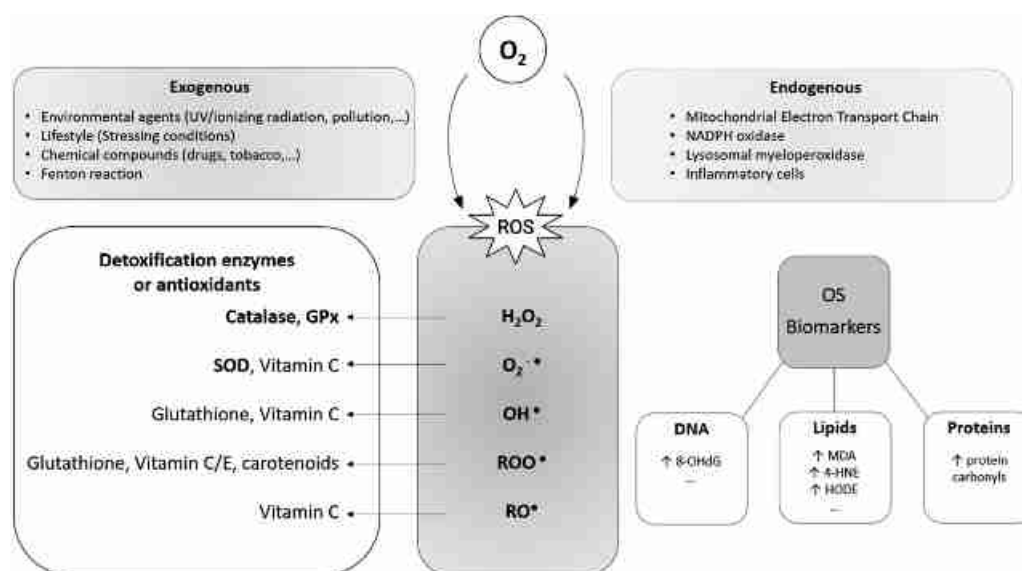 O₂
Exogenous
• Environmental agents (UV/ionizing radiation, pollution,...)
• Lifestyle (Stressing conditions)
• Chemical compounds (drugs, tobacco,...)
• Fenton reaction
Endogenous
• Mitochondrial Electron Transport Chain
• NADPH oxidase
• Lysosomal myeloperoxidase
• Inflammatory cells
ROS
Detoxification enzymes
or antioxidants
Catalase, GPx
H₂O₂
SOD, Vitamin C
O₂⁻•
Glutathione, Vitamin C
OH•
Glutathione, Vitamin C/E, carotenoids
ROO•
Vitamin C
RO•
OS
Biomarkers
DNA
↑ 8-OHdG
...
Lipids
↑ MDA
↑ 4-HNE
↑ HODE
...
Proteins
↑ protein
carbonyls